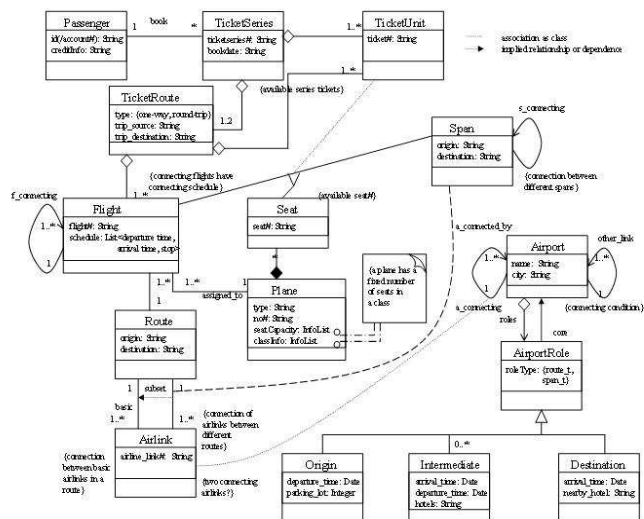 Passenger
id(/account#): String
creditInfo: String
1
book
1..*
TicketSeries
ticketseries#: String
bookdate: String
1..*
TicketUnit
ticket#: String
association as class
implied relationship or dependence
1..*
{available series tickets}
TicketRoute
type: {one-way,round-trip}
trip_source: String
trip_destination: String
1..2
Span
origin: String
destination: String
s_connecting
{connection between
different spans}
{connecting flights have
connecting schedule}
1..*
f_connecting
1..*
1
Flight
flight#: String
schedule: List<departure time,
arrival time,stop>
{available seat#}
Seat
seat#: String
*
a_connected_by
Airport
name: String
city: String
other_link
1..*
1..*
1
1
a_connecting
{connecting condition}
roles
com
{a plane has a
fixed number
of seats in
a class}
1..*
1..*
1
assigned_to
Plane
type: String
no#: String
seatCapacity: InfoList
classInfo: InfoList
Route
origin: String
destination: String
AirportRole
roleType: {route_t,
span_t}
1
subset
1
basic
1..*
1..*
{connection of
airlinks between
different
routes}
Airlink
airline_link#: String
{connection
between basic
airlinks in a
route}
{two connecting
airlinks?}
0..*
Origin
departure_time: Date
parking_lot: Integer
Intermediate
arrival_time: Date
departure_time: Date
hotels: String
Destination
arrival_time: Date
nearby_hotel: String